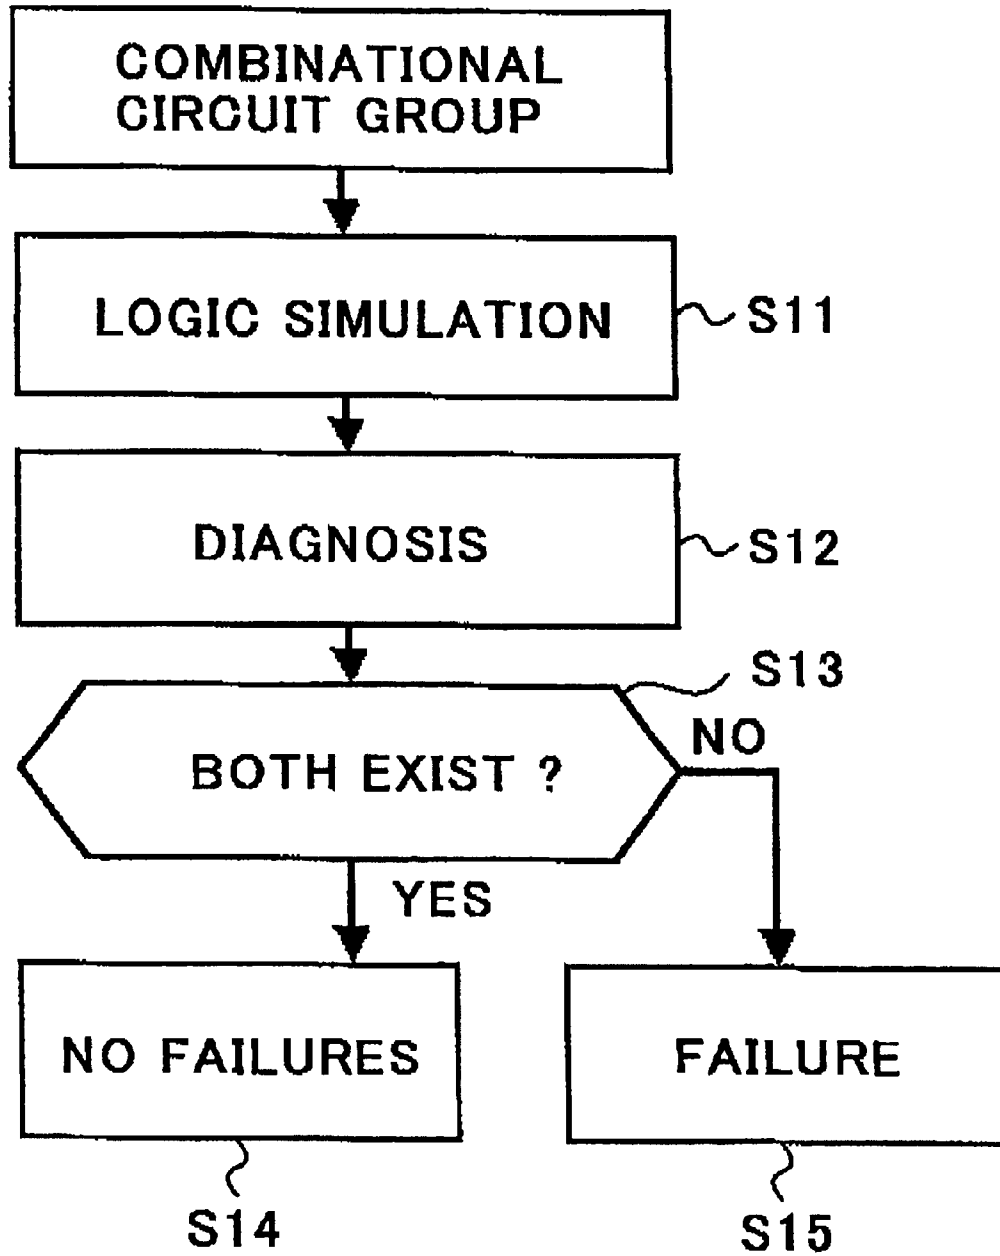 COMBINATIONAL
CIRCUIT GROUP
LOGIC SIMULATION
S11
DIAGNOSIS
S12
S13
BOTH EXIST ?
NO
YES
NO FAILURES
FAILURE
S14
S15